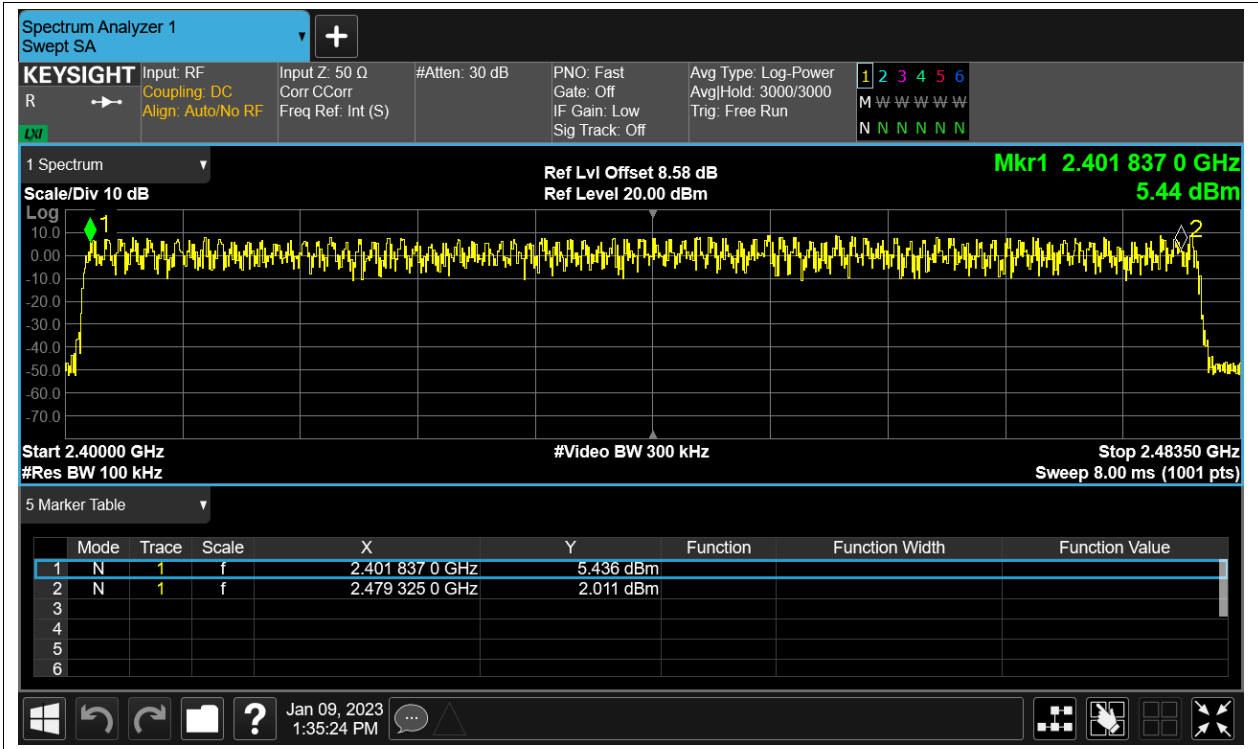 Spectrum Analyzer 1
Swept SA
KEYSIGHT
R
LXI
Input: RF
Coupling: DC
Align: Auto/No RF
Input Z: 50 Ω
Corr CCorr
Freq Ref: Int (S)
#Atten: 30 dB
PNO: Fast
Gate: Off
IF Gain: Low
Sig Track: Off
Avg Type: Log-Power
Avg|Hold: 3000/3000
Trig: Free Run
1 2 3 4 5 6
M W W W W W
N N N N N N
1 Spectrum
Scale/Div 10 dB
Ref Lvl Offset 8.58 dB
Ref Level 20.00 dBm
Mkr1 2.401 837 0 GHz
5.44 dBm
Log
10.0
0.00
-10.0
-20.0
-30.0
-40.0
-50.0
-60.0
-70.0
1
2
Start 2.40000 GHz
#Res BW 100 kHz
#Video BW 300 kHz
Stop 2.48350 GHz
Sweep 8.00 ms (1001 pts)
5 Marker Table
Mode Trace Scale X Y Function Function Width Function Value
1 N 1 f 2.401 837 0 GHz 5.436 dBm
2 N 1 f 2.479 325 0 GHz 2.011 dBm
3
4
5
6
?
Jan 09, 2023
1:35:24 PM